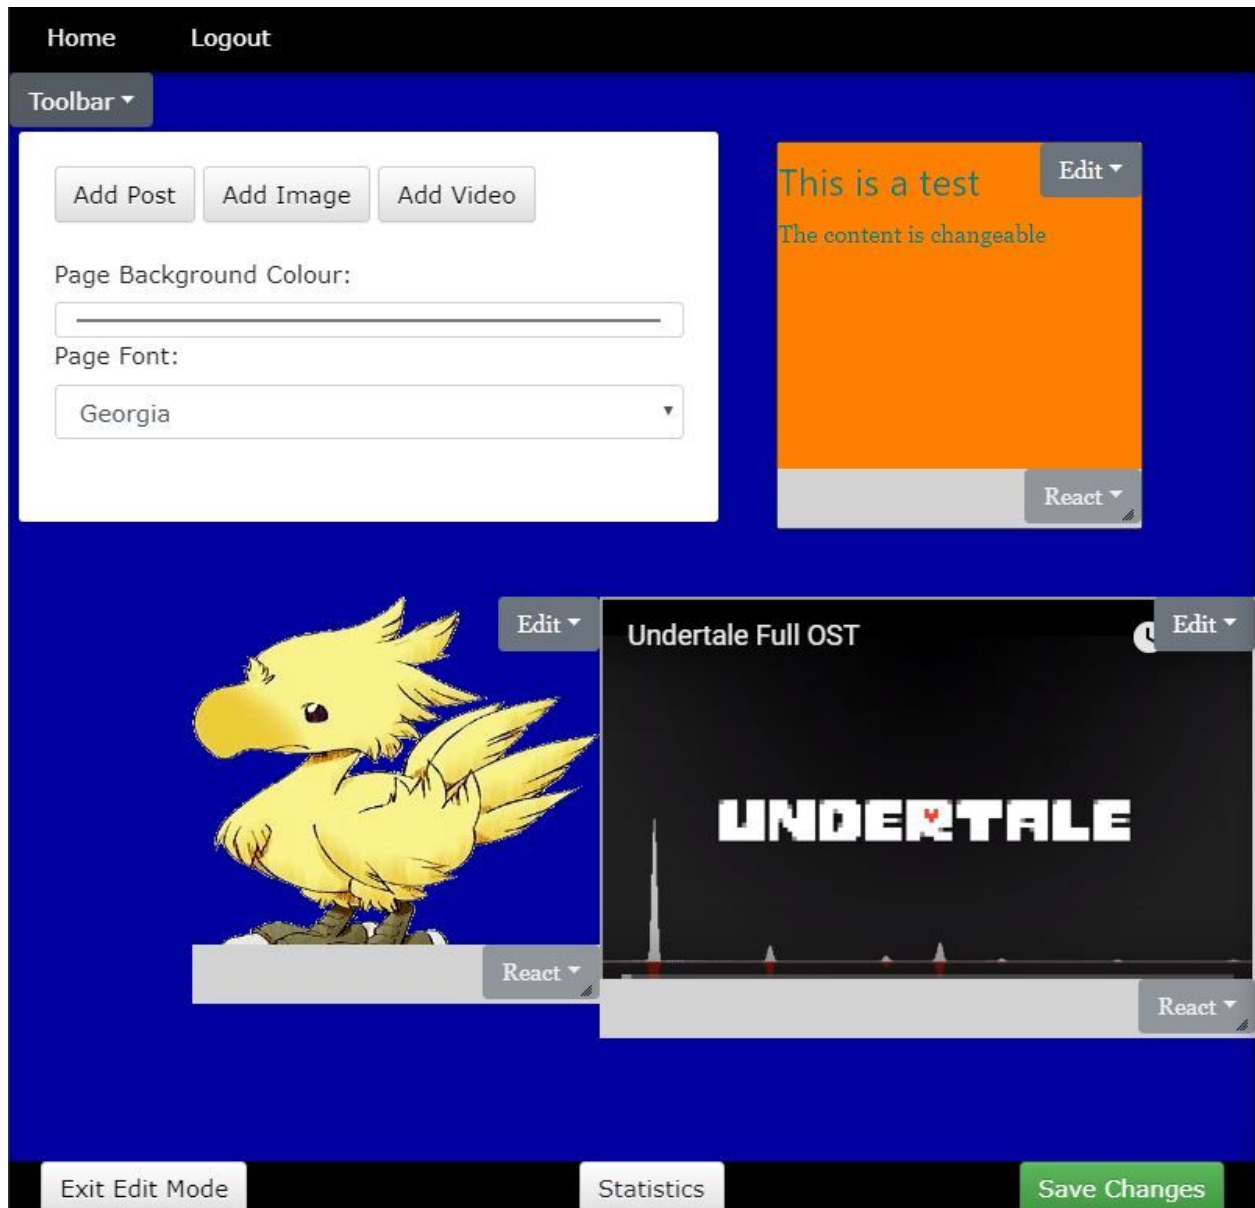 Home Logout
Toolbar
Add Post Add Image Add Video
Page Background Colour:
Page Font:
Georgia
This is a test
Edit
The content is changeable
React
Edit
React
Undertale Full OST
Edit
UNDERTALE
React
Exit Edit Mode Statistics Save Changes